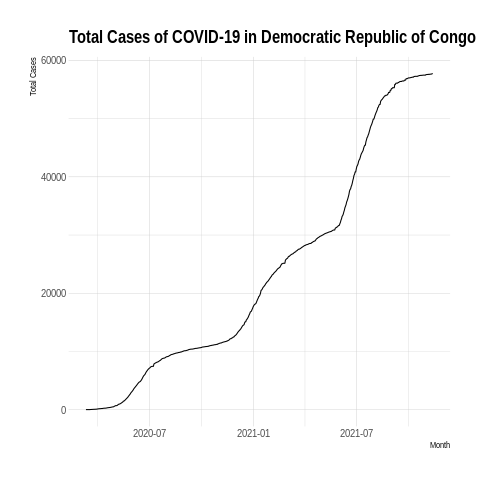 Total Cases of COVID-19 in Democratic Republic of Congo
Total Cases
60000
40000
20000
0
2020-07 2021-01 2021-07
Month